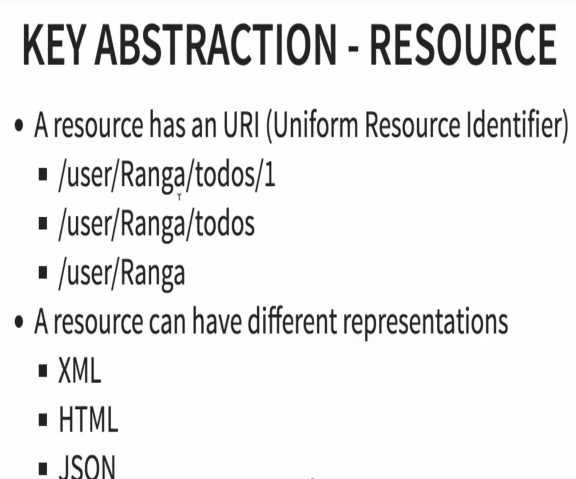 KEY ABSTRACTION - RESOURCE
• A resource has an URI (Uniform Resource Identifier)
▪ /user/Ranga/todos/1
▪ /user/Ranga/todos
▪ /user/Ranga
• A resource can have different representations
▪ XML
▪ HTML
▪ JSON